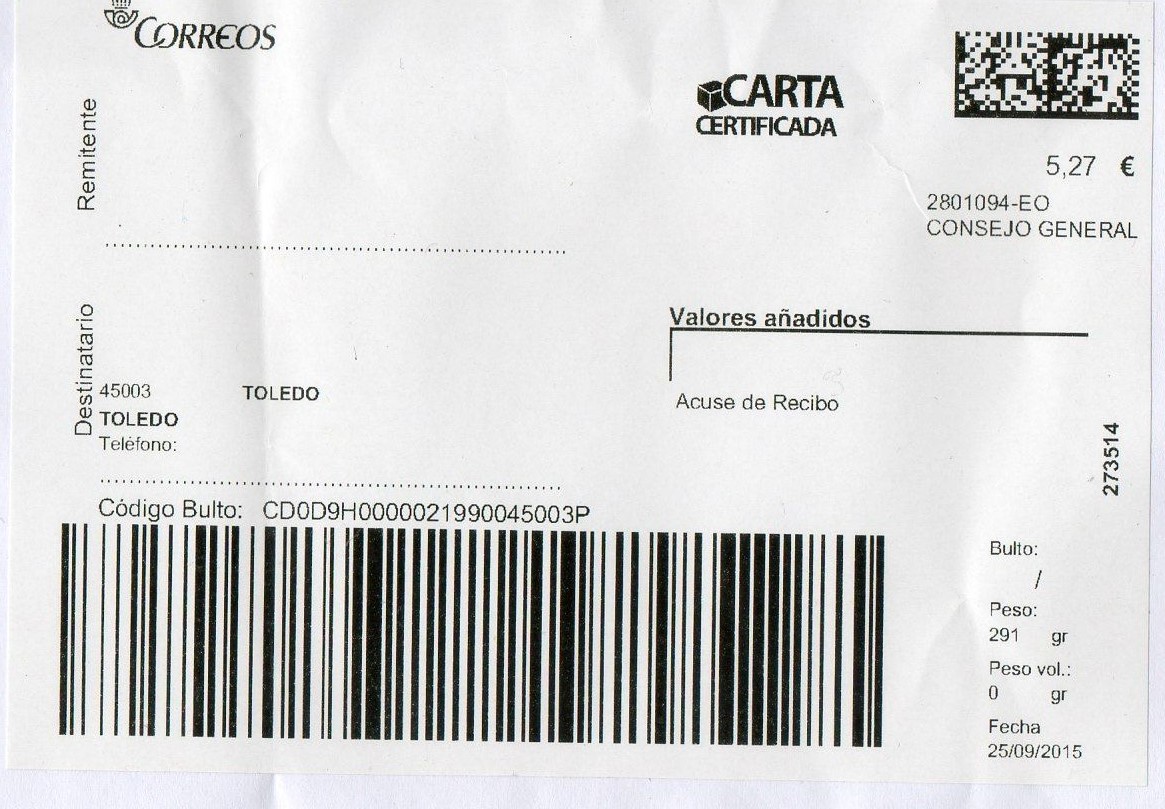 CORREOS
CARTA
CERTIFICADA
5,27 €
2801094-EO
CONSEJO GENERAL
Remitente
Valores añadidos
Acuse de Recibo
Destinatario
45003 TOLEDO
TOLEDO
Teléfono:
273514
Código Bulto: CD0D9H0000021990045003P
Bulto:
/
Peso:
291 gr
Peso vol.:
0 gr
Fecha
25/09/2015